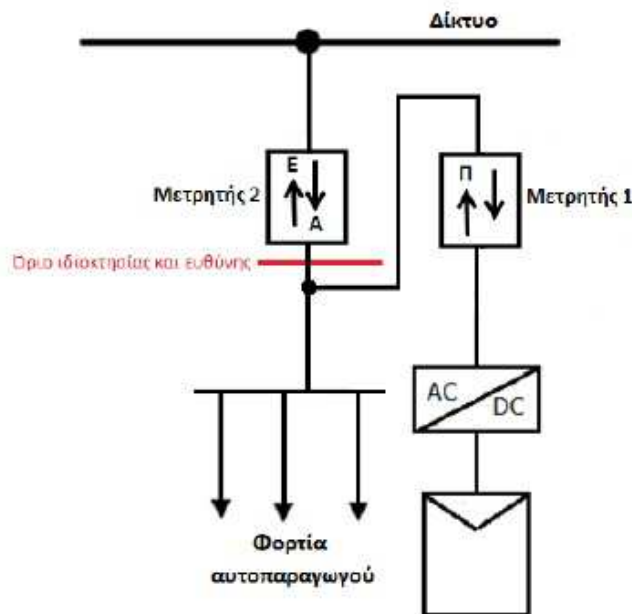 Δίκτυο
Ε
Α
Μετρητής 2
Π
Μετρητής 1
Όριο ιδιοκτησίας και ευθύνης
AC
DC
Φορτία
αυτοπαραγωγού